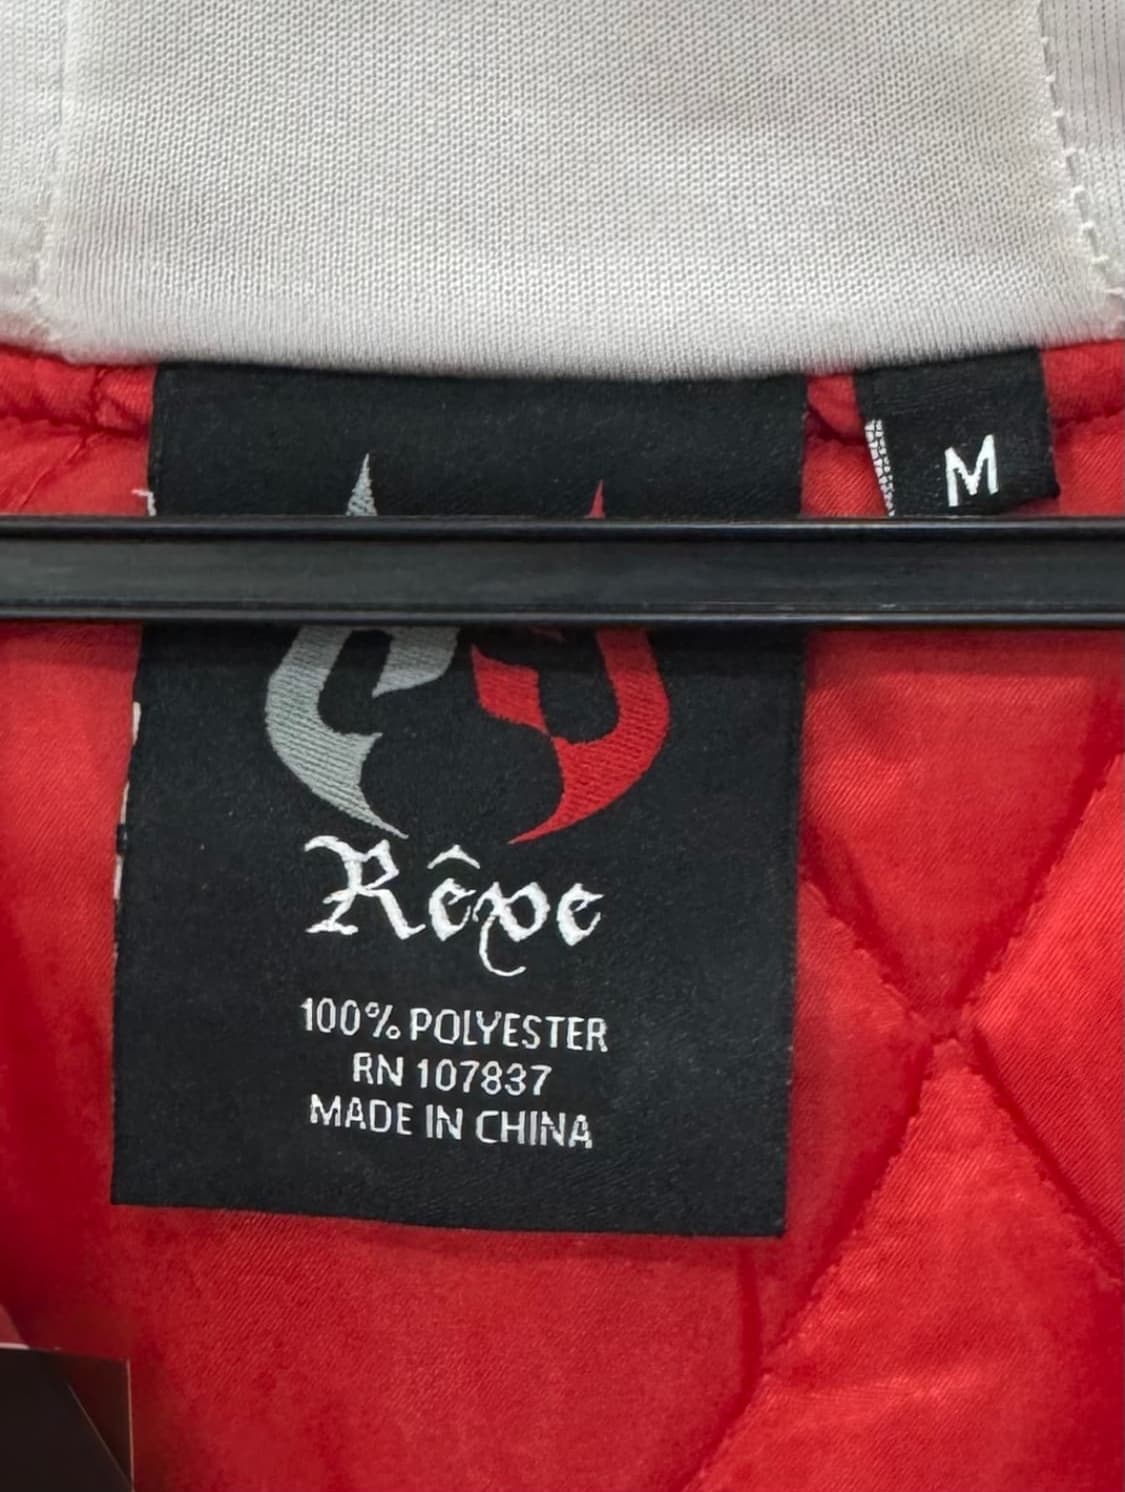 M
Rêve
100% POLYESTER
RN 107837
MADE IN CHINA